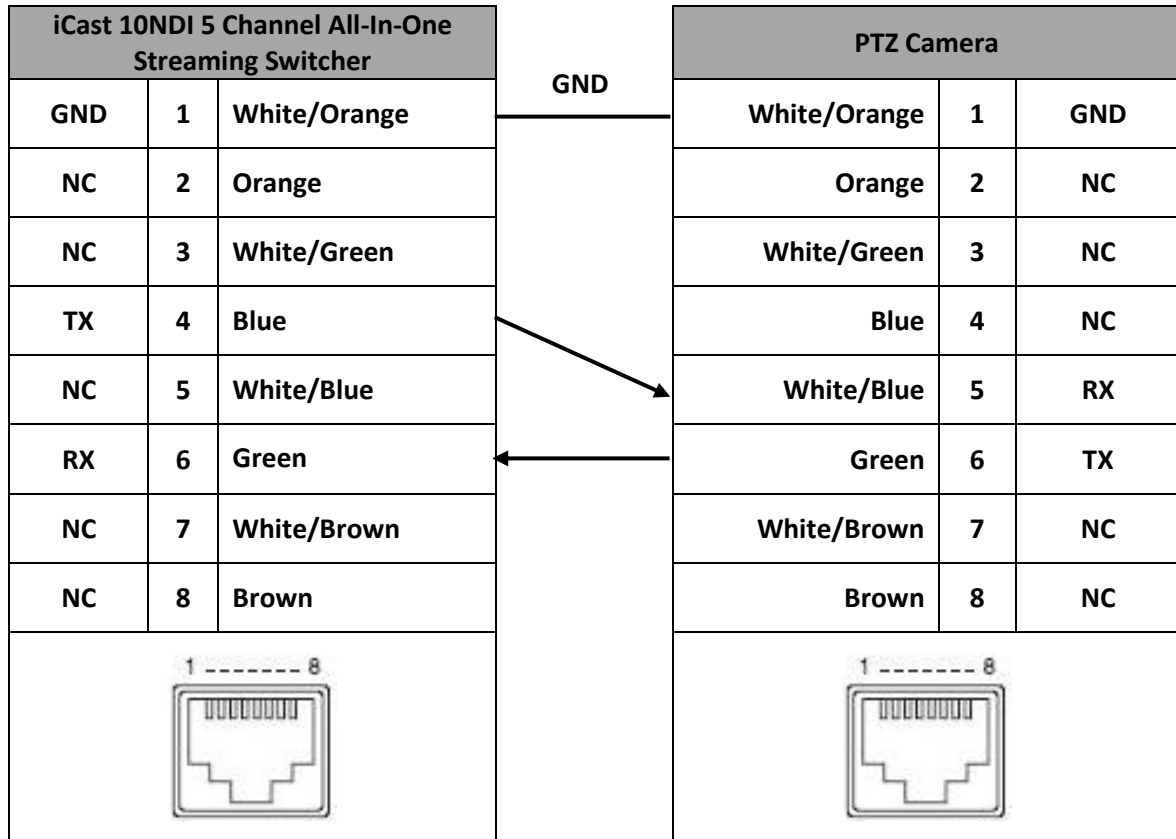 iCast 10NDI 5 Channel All-In-One
Streaming Switcher
GND
PTZ Camera
GND 1 White/Orange White/Orange 1 GND
NC 2 Orange Orange 2 NC
NC 3 White/Green White/Green 3 NC
TX 4 Blue Blue 4 NC
NC 5 White/Blue White/Blue 5 RX
RX 6 Green Green 6 TX
NC 7 White/Brown White/Brown 7 NC
NC 8 Brown Brown 8 NC
1 ------- 8 1 ------- 8